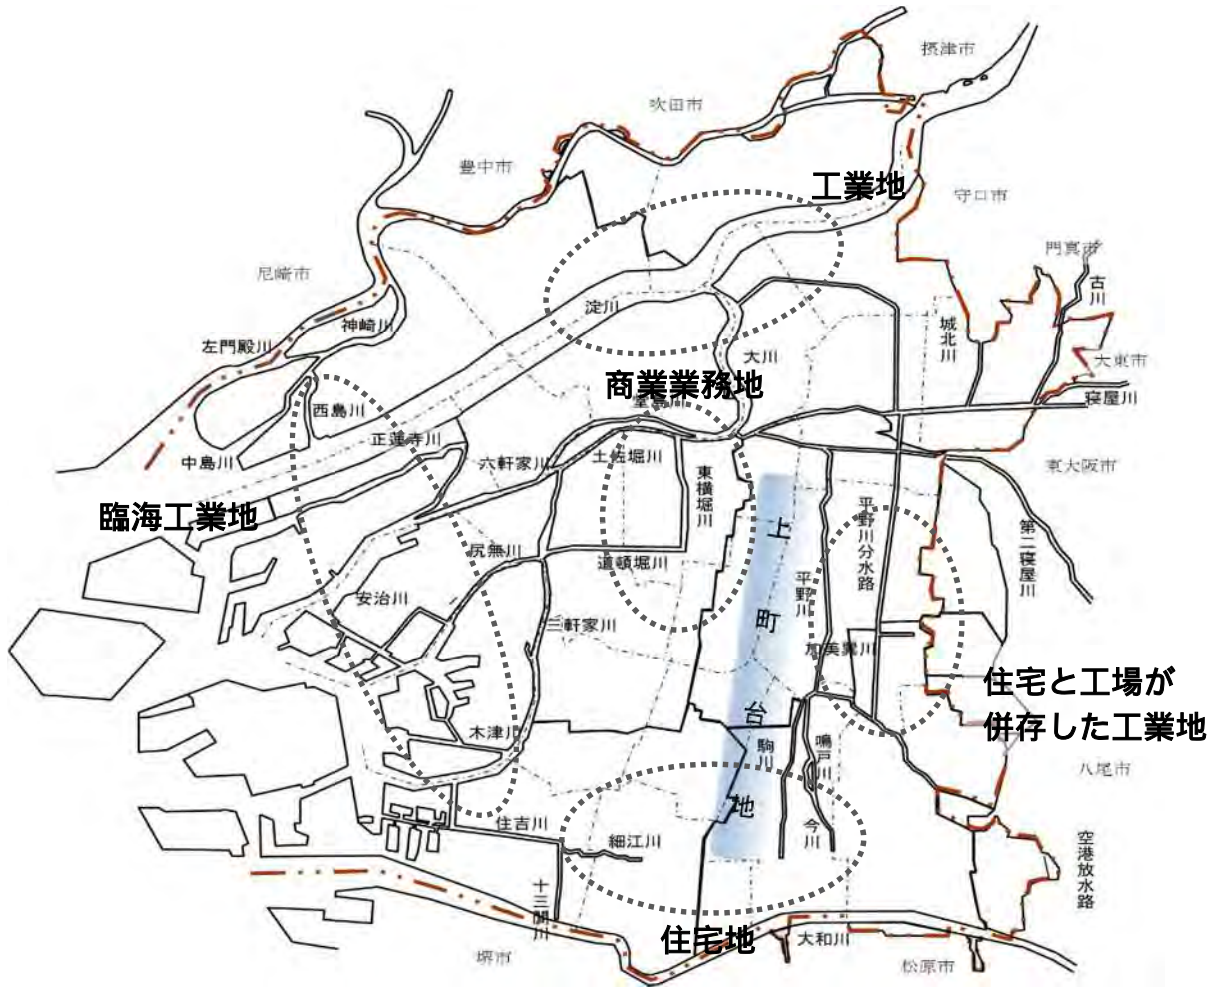 摂津市
吹田市
豊中市
工業地
守口市
門真市
古川
尼崎市
淀川
神崎川
城北川
左門殿川
大川
大東市
商業業務地
堂島川
寝屋川
西島川
正蓮寺川
中島川
六軒家川
土佐堀川
東横堀川
東大阪市
臨海工業地
上町台地
平野川分水路
第二寝屋川
尻無川
道頓堀川
平野川
安治川
三軒家川
加美巽川
住宅と工場が
併存した工業地
木津川
駒川
鳴戸川
八尾市
住吉川
細江川
今川
空港放水路
十三間川
住宅地
大和川
堺市
松原市